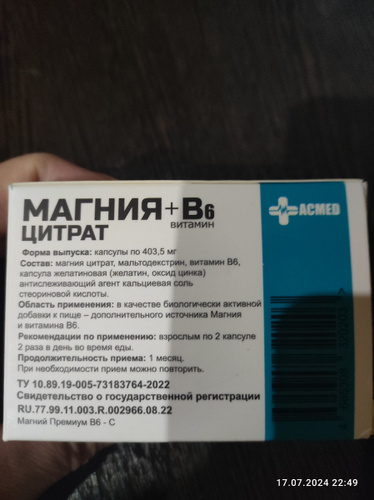 МАГНИЯ+В6
витамин
ЦИТРАТ
ACMED
Форма выпуска: капсулы по 403,5 мг
Состав: магния цитрат, мальтодекстрин, витамин В6,
капсула желатиновая (желатин, оксид цинка)
антислеживающий агент кальциевая соль
стеориновой кислоты.
Область применения: в качестве биологически активной
добавки к пище – дополнительного источника Магния
и витамина В6.
Рекомендации по применению: взрослым по 2 капсуле
2 раза в день во время еды.
Продолжительность приема: 1 месяц.
При необходимости прием можно повторить.
ТУ 10.89.19-005-73183764-2022
Свидетельство о государственной регистрации
RU.77.99.11.003.R.002966.08.22
Магний Премиум В6 - С
17.07.2024 22:49